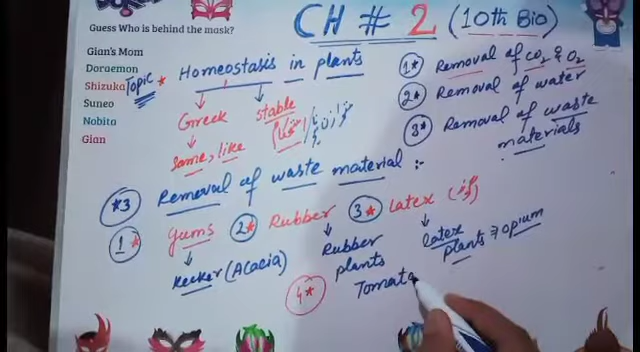 CH # 2 (10th Bio)
Guess Who is behind the mask?
Gian's Mom
Doraemon
Shizuka
Suneo
Nobita
Gian
Topic * Homeostasis in plants
Greek
stable
same, like
1* Removal of CO2 & O2
2* Removal of water
3* Removal of waste
materials
*3 Removal of waste material :-
1* gums 2* Rubber 3* Latex
Keeker (Acacia)
Rubber
plants
latex
plants
opium
4*
Tomato